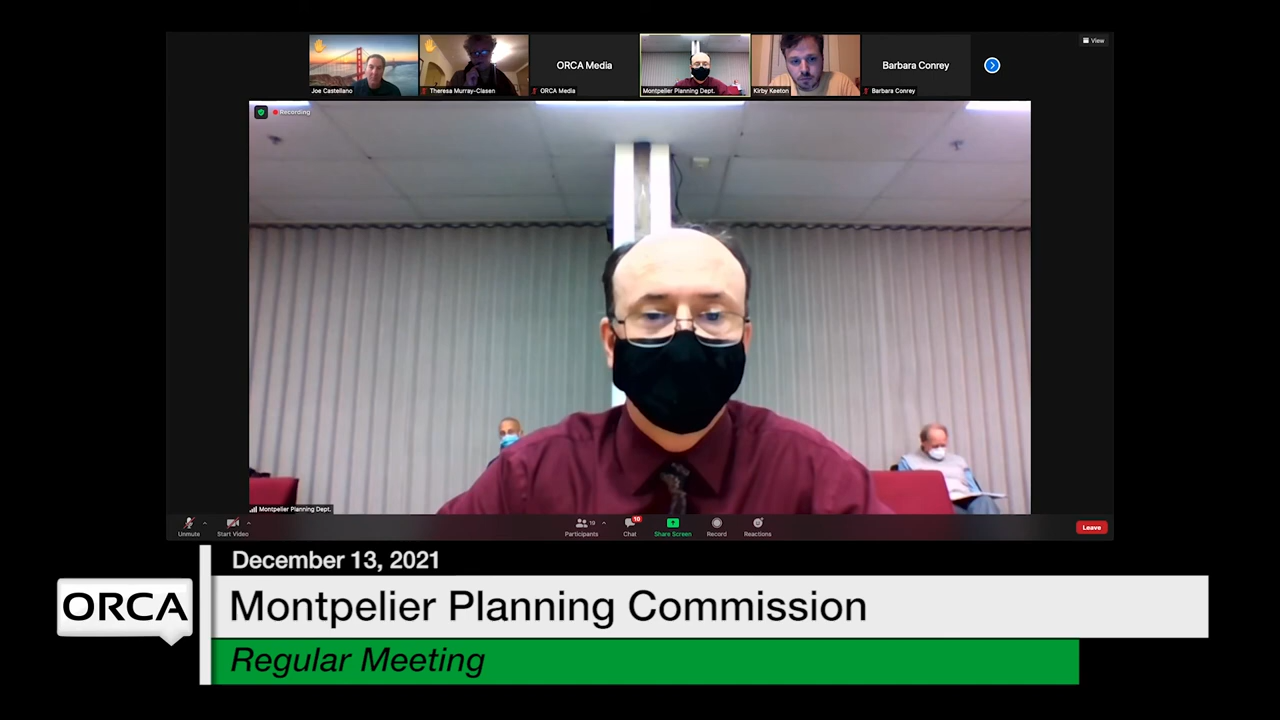 View
ORCA Media
Barbara Conrey
Joe Castellano
Theresa Murray-Clasen
ORCA Media
Montpelier Planning Dept.
Kirby Keeton
Barbara Conrey
Recording
Montpelier Planning Dept.
Unmute
Start Video
Participants
19
Chat
10
Share Screen
Record
Reactions
Leave
December 13, 2021
ORCA
Montpelier Planning Commission
Regular Meeting